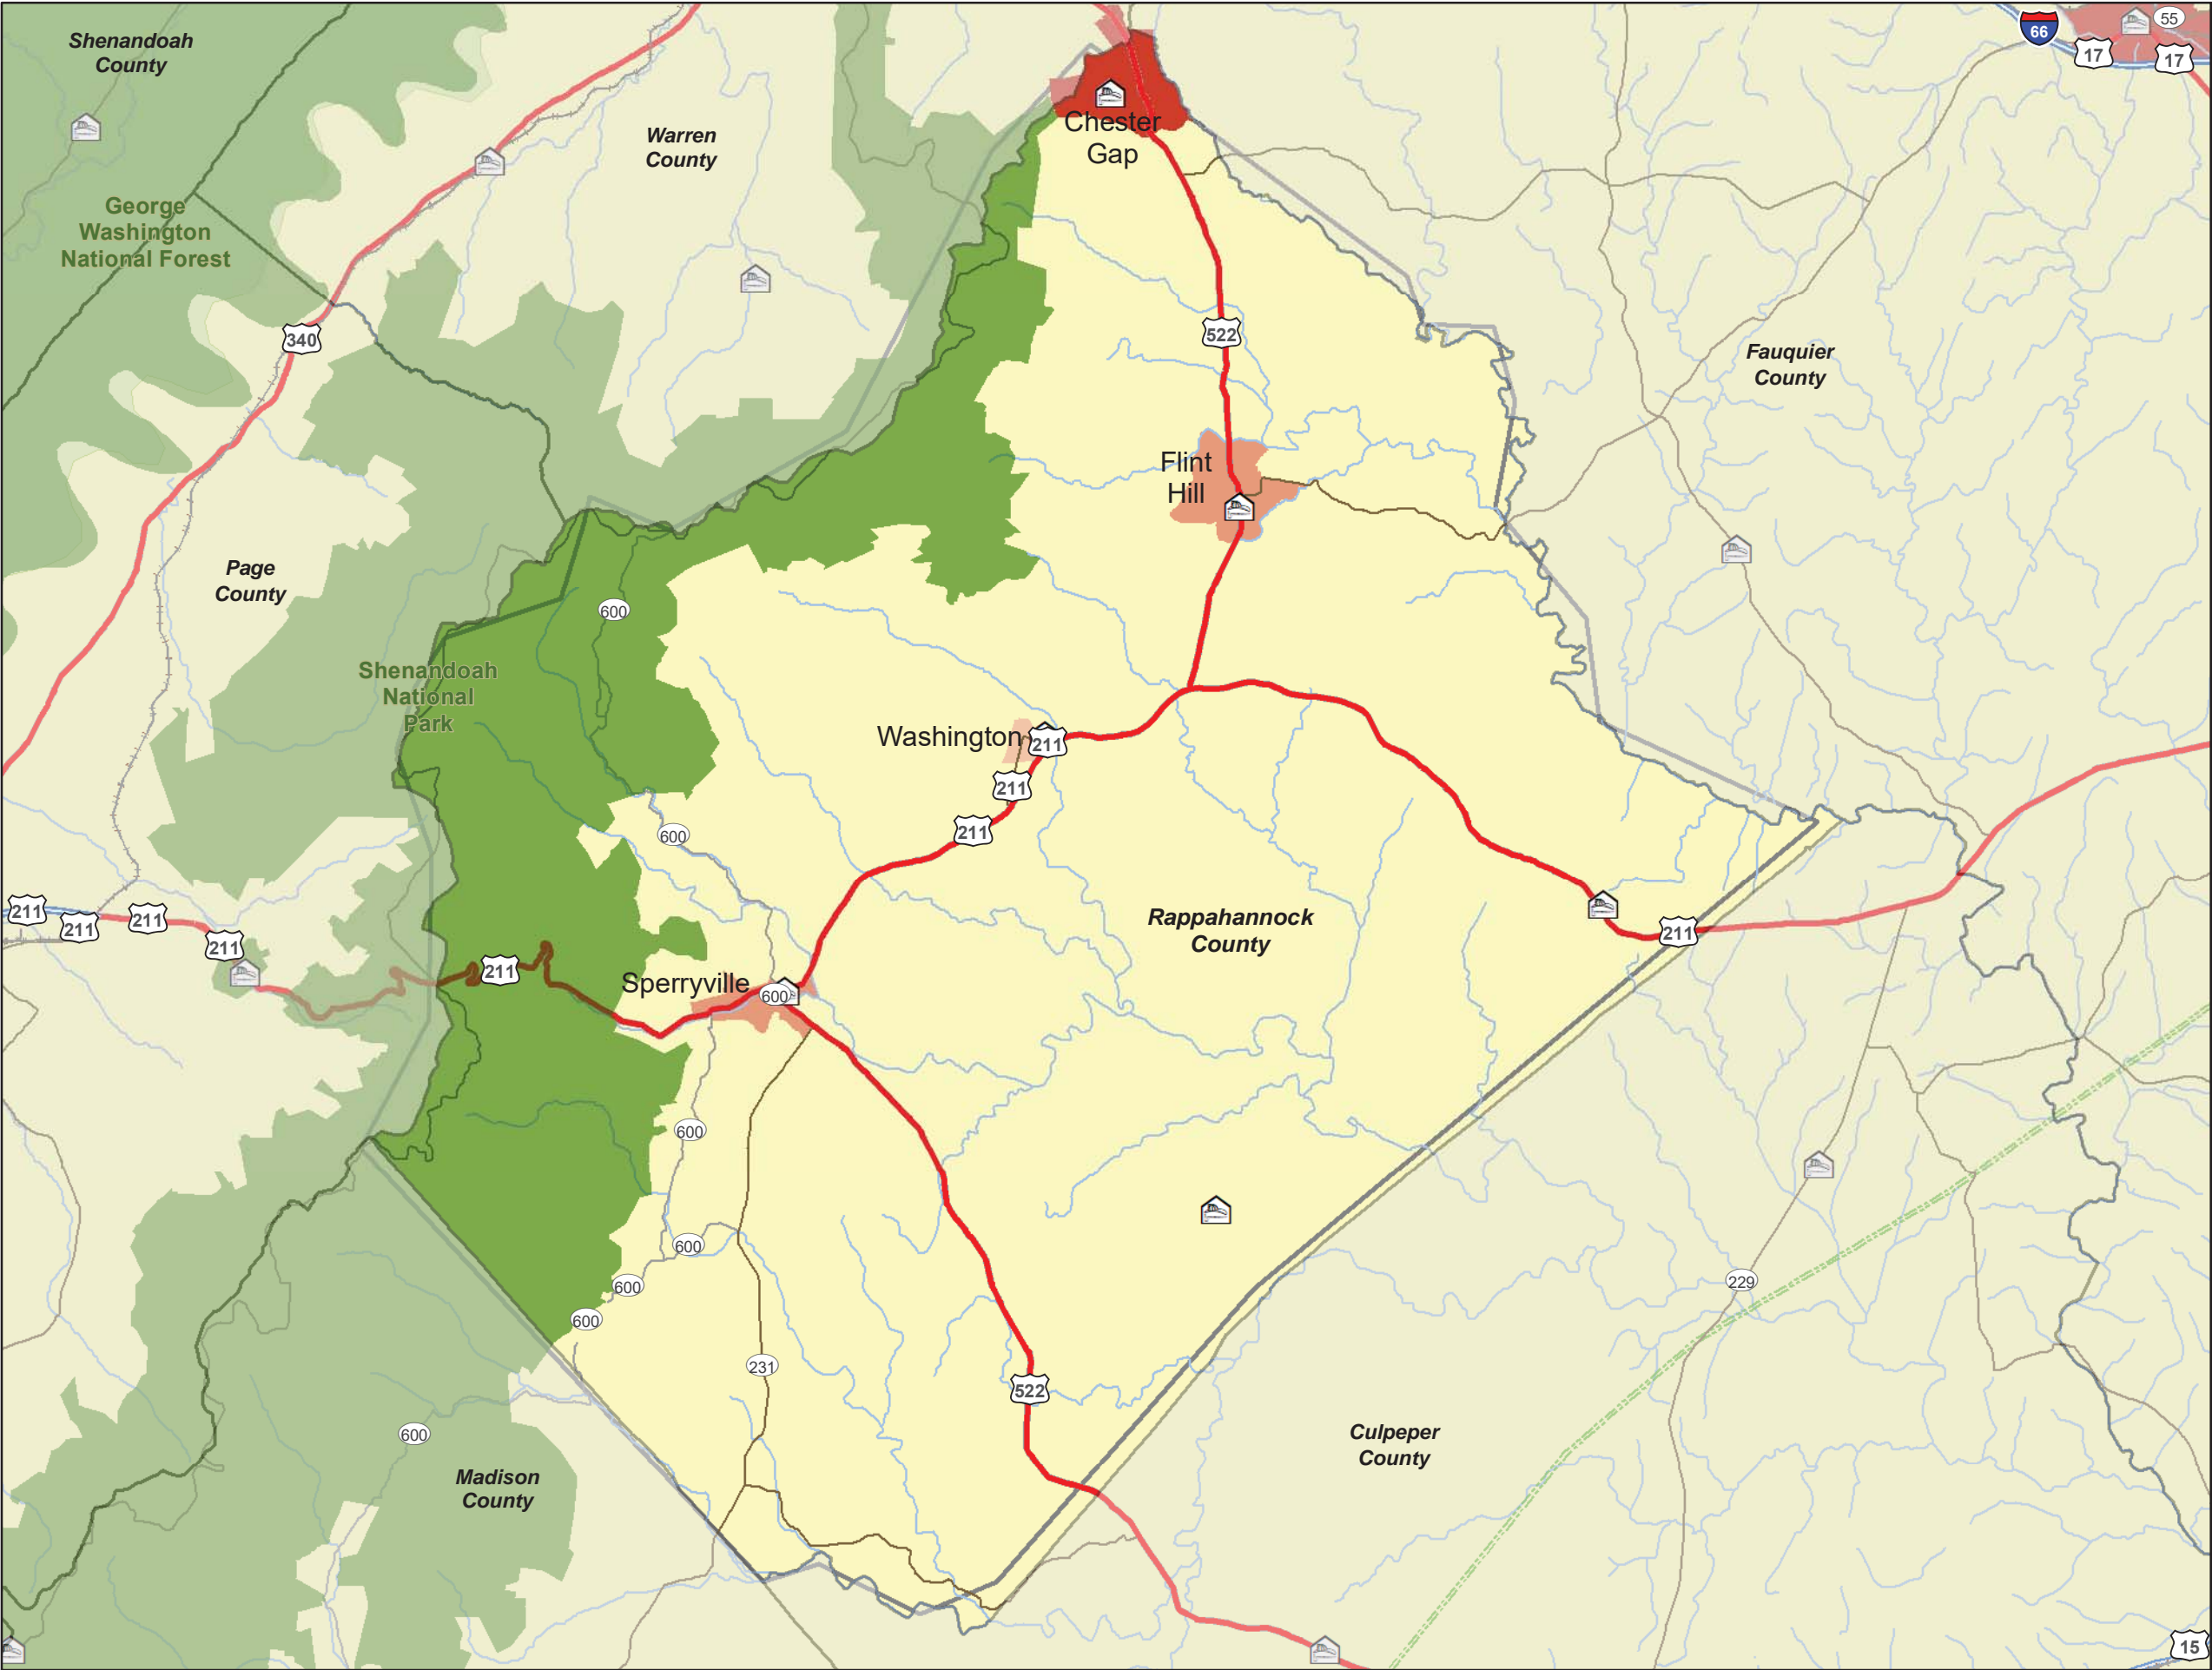 Shenandoah
County
66
17
17
55
Chester
Gap
Warren
County
George
Washington
National Forest
340
522
Fauquier
County
Flint
Hill
Page
County
600
Shenandoah
National
Park
Washington
211
211
211
600
Rappahannock
County
211
211
211
211
211
211
Sperryville
600
600
600
600
600
229
231
522
600
Culpeper
County
Madison
County
15